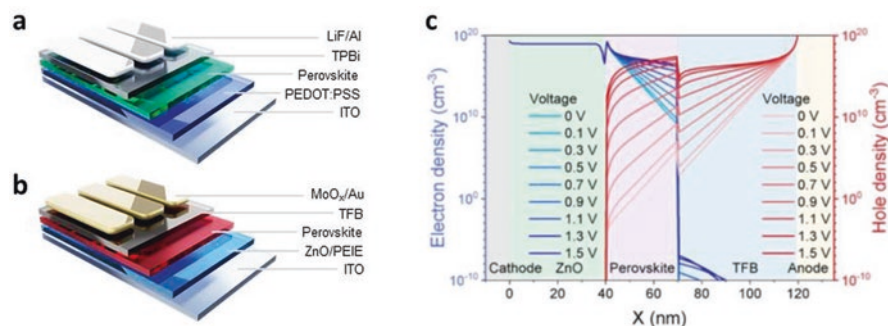 a
LiF/Al
TPBi
Perovskite
PEDOT:PSS
ITO
b
MoOx/Au
TFB
Perovskite
ZnO/PEIE
ITO
c
Electron density (cm-3)
10^20
10^10
10^0
10^-10
Voltage
0 V
0.1 V
0.3 V
0.5 V
0.7 V
0.9 V
1.1 V
1.3 V
1.5 V
Voltage
0 V
0.1 V
0.3 V
0.5 V
0.7 V
0.9 V
1.1 V
1.3 V
1.5 V
Cathode ZnO Perovskite TFB Anode
10^20
10^10
10^0
10^-10
Hole density (cm-3)
0 20 40 60 80 100 120
X (nm)